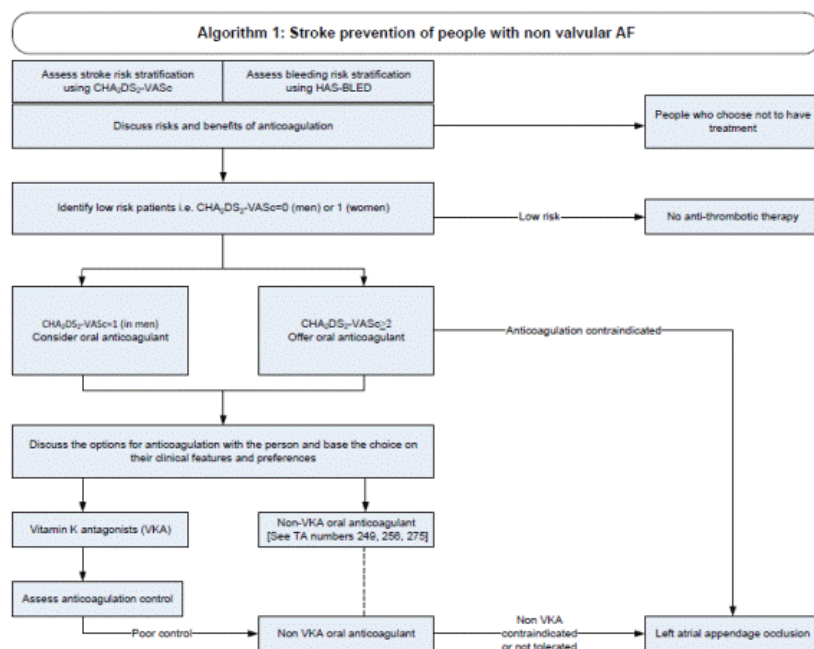 Algorithm 1: Stroke prevention of people with non valvular AF
Assess stroke risk stratification
using CHA₂DS₂-VASc
Assess bleeding risk stratification
using HAS-BLED
Discuss risks and benefits of anticoagulation
People who choose not to have
treatment
Identify low risk patients i.e. CHA₂DS₂-VASc=0 (men) or 1 (women)
Low risk
No anti-thrombotic therapy
CHA₂DS₂-VASc=1 (in men)
Consider oral anticoagulant
CHA₂DS₂-VASc≥2
Offer oral anticoagulant
Anticoagulation contraindicated
Discuss the options for anticoagulation with the person and base the choice on
their clinical features and preferences
Vitamin K antagonists (VKA)
Non-VKA oral anticoagulant
[See TA numbers 249, 256, 275]
Assess anticoagulation control
Poor control
Non VKA oral anticoagulant
Non VKA
contraindicated
or not tolerated
Left atrial appendage occlusion